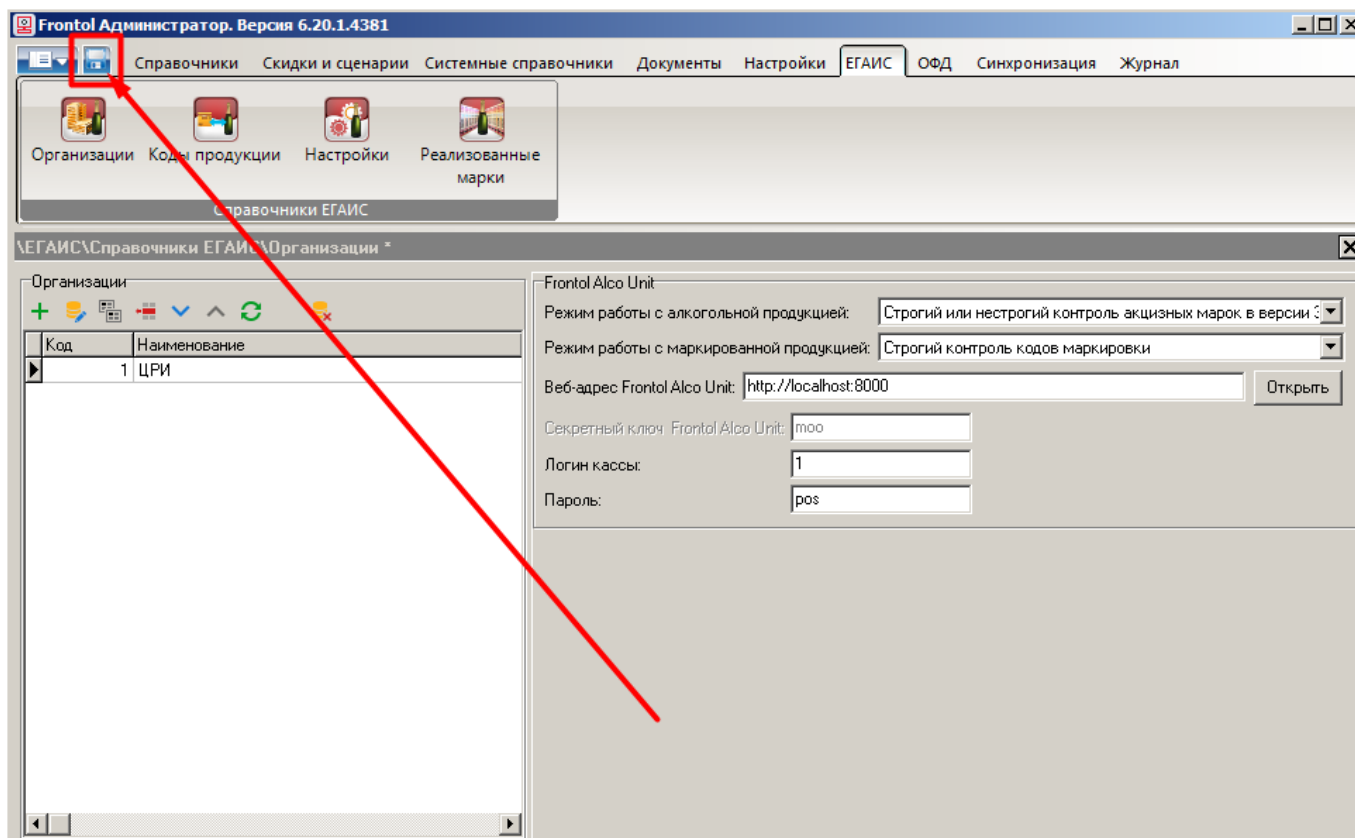 Frontol Администратор. Версия 6.20.1.4381
Справочники Скидки и сценарии Системные справочники Документы Настройки ЕГАИС ОФД Синхронизация Журнал
Организации Коды продукции Настройки Реализованные
марки
Справочники ЕГАИС
\ЕГАИС\Справочники ЕГАИС\Организации *
Организации
Код Наименование
1 ЦРИ
Frontol Alco Unit
Режим работы с алкогольной продукцией: Строгий или нестрогий контроль акцизных марок в версии 3
Режим работы с маркированной продукцией: Строгий контроль кодов маркировки
Веб-адрес Frontol Alco Unit: http://localhost:8000 Открыть
Секретный ключ Frontol Alco Unit: moo
Логин кассы: 1
Пароль: pos